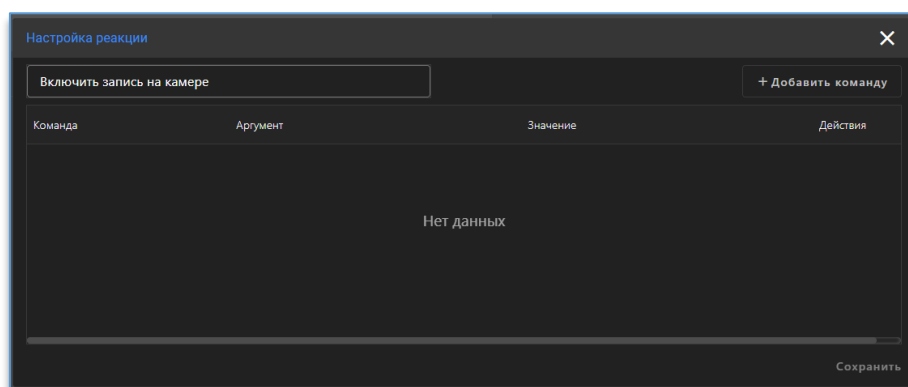 Настройка реакции
Включить запись на камере
+ Добавить команду
Команда Аргумент Значение Действия
Нет данных
Сохранить